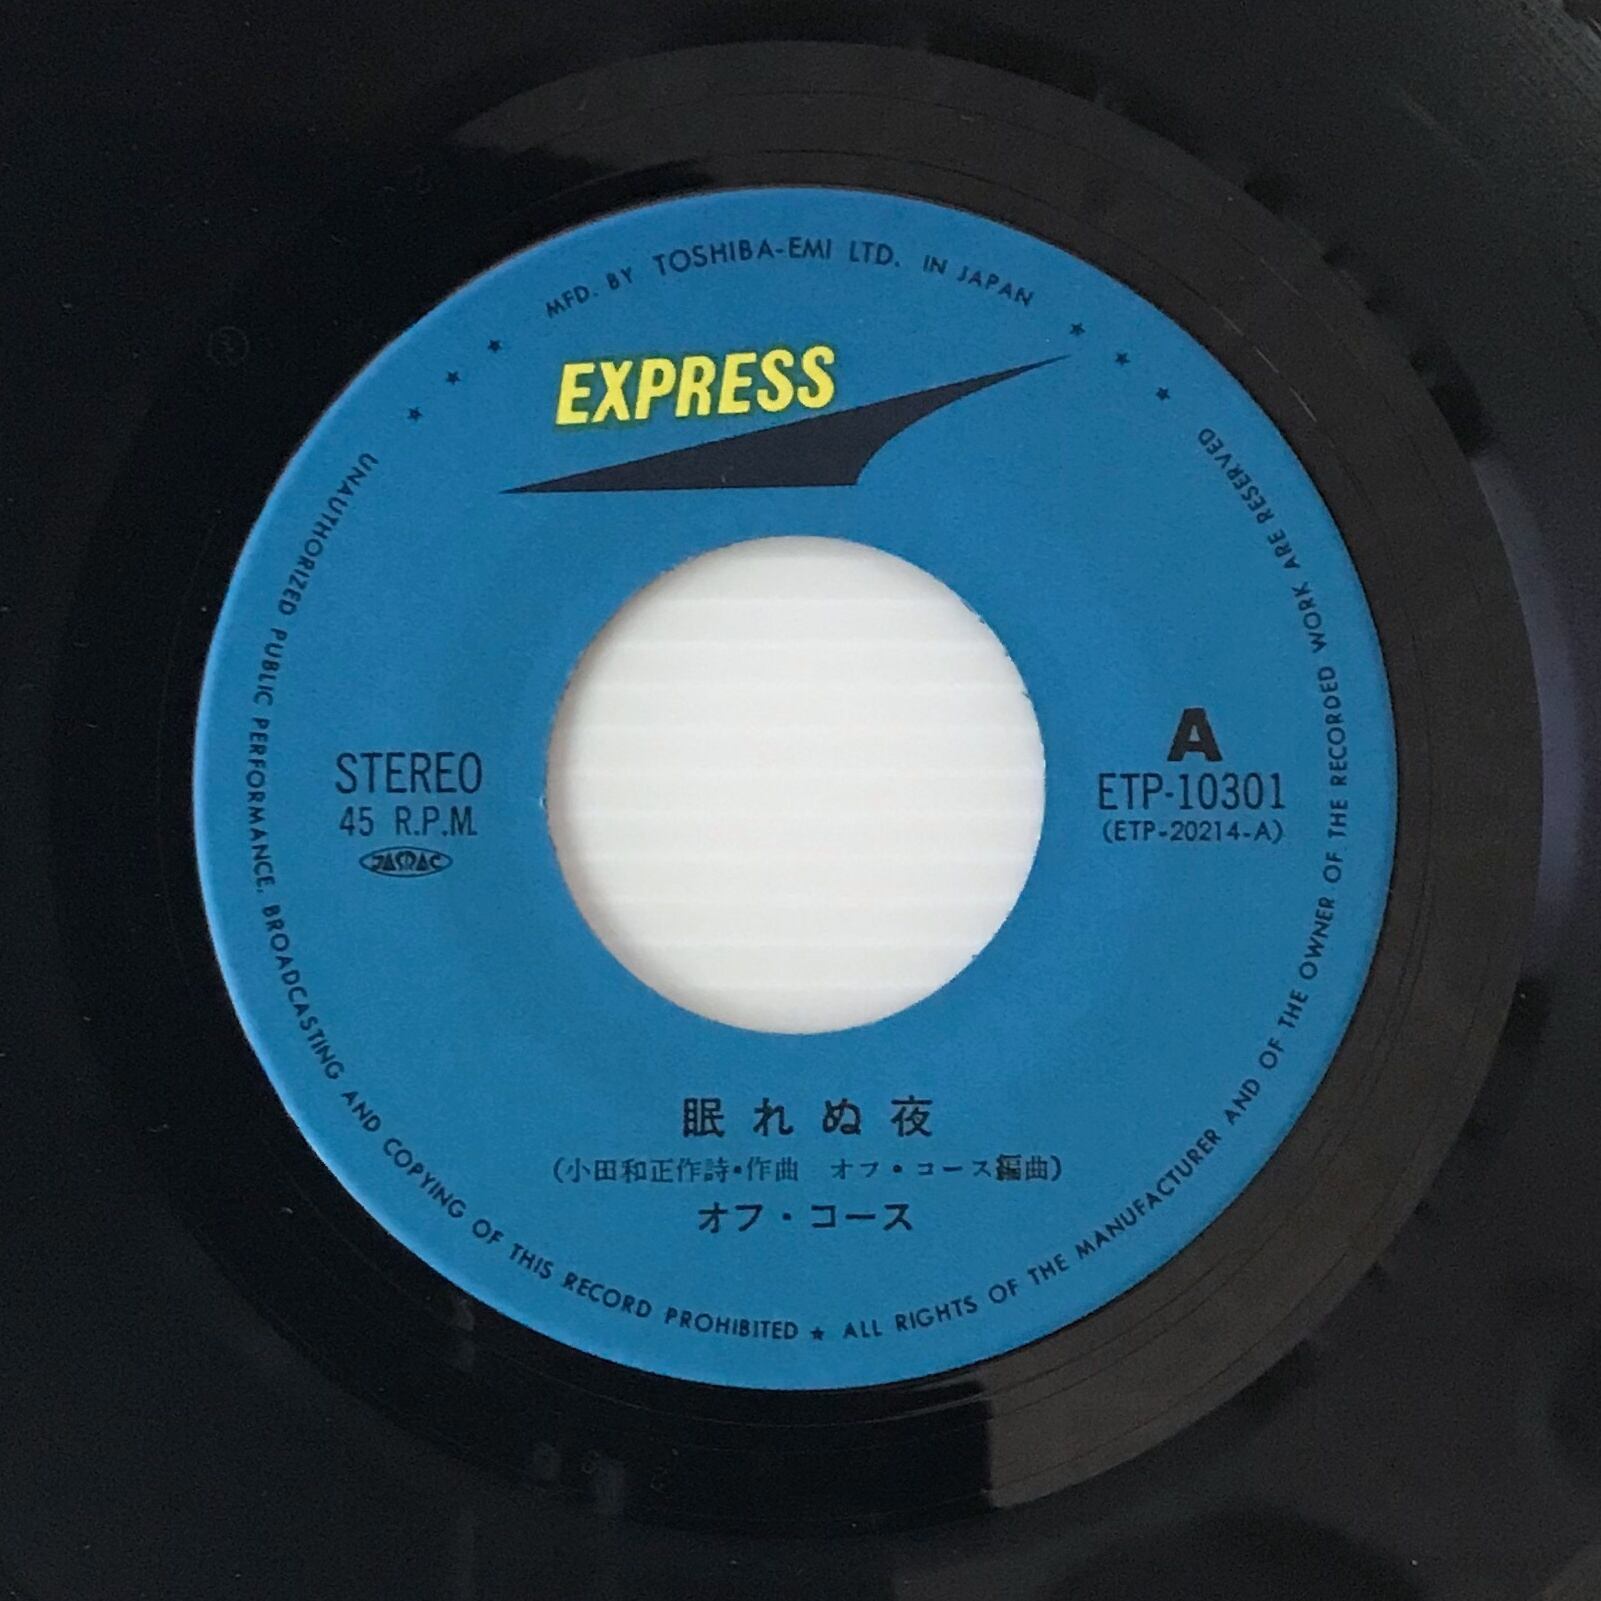 MFD. BY TOSHIBA-EMI LTD. IN JAPAN
EXPRESS
STEREO
45 R.P.M.
JASRAC
A
ETP-10301
(ETP-20214-A)
眠れぬ夜
(小田和正作詩・作曲 オフ・コース編曲)
オフ・コース
UNAUTHORIZED PUBLIC PERFORMANCE, BROADCASTING AND COPYING OF THIS RECORD PROHIBITED ★ ALL RIGHTS OF THE MANUFACTURER AND OF THE OWNER OF THE RECORDED WORK ARE RESERVED